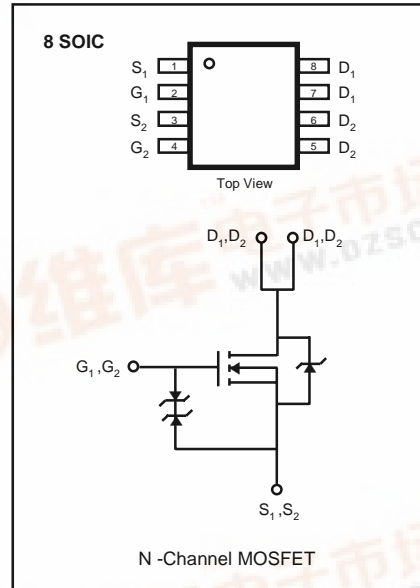 8 SOIC
S₁ 1 8 D₁
G₁ 2 7 D₁
S₂ 3 6 D₂
G₂ 4 5 D₂
Top View
D₁,D₂ D₁,D₂
G₁,G₂
S₁,S₂
N -Channel MOSFET